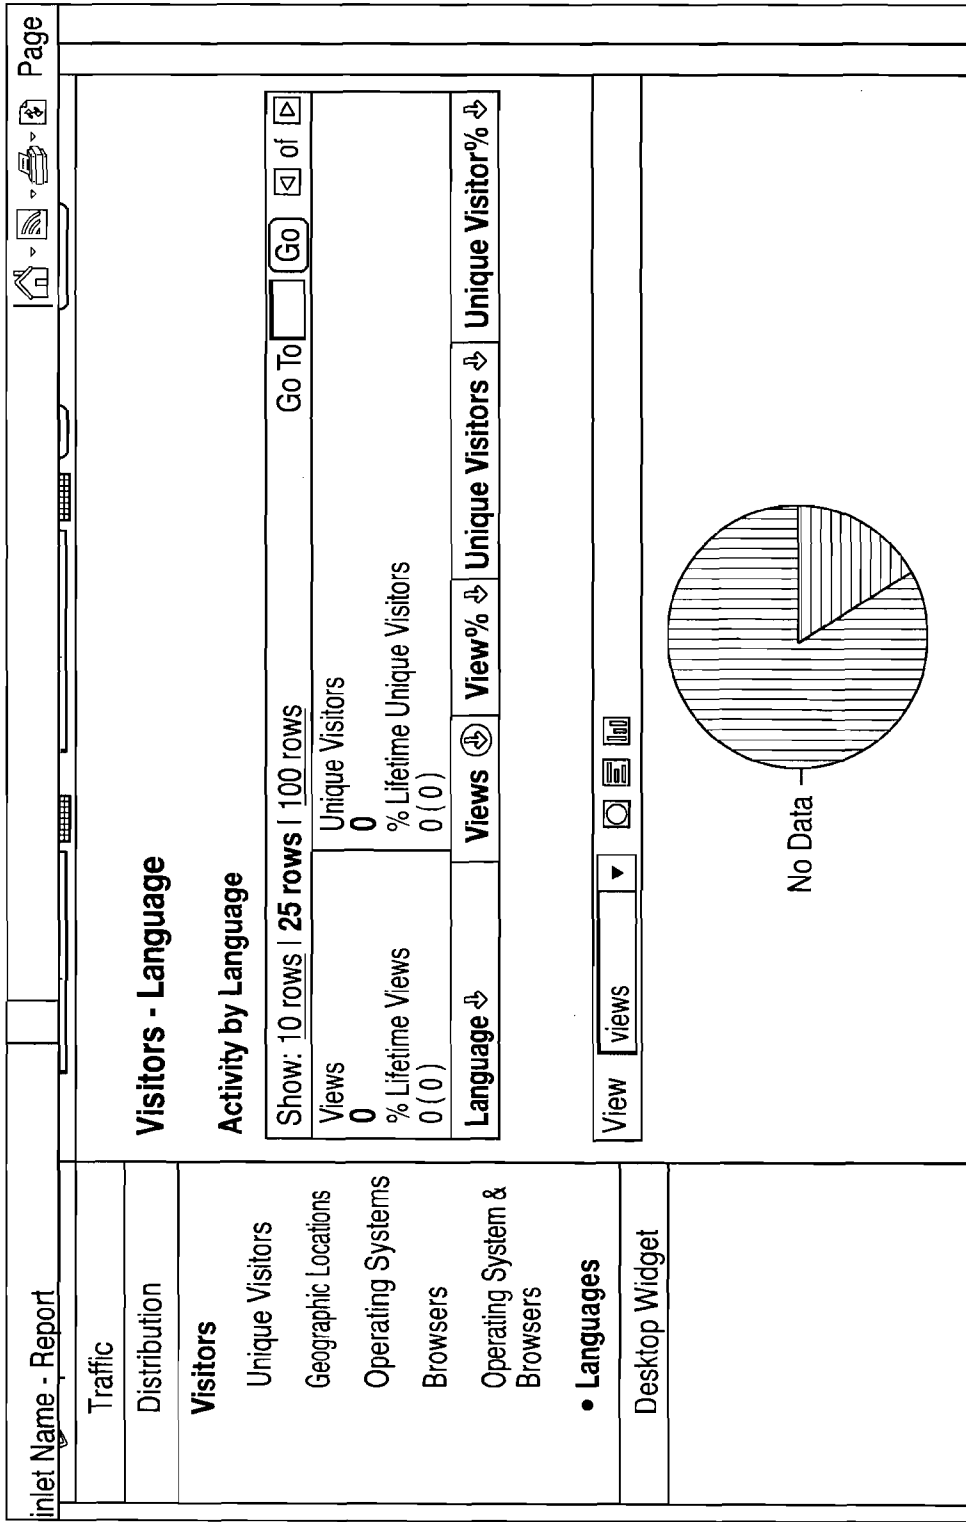 inlet Name - Report
Page
Traffic
Distribution
Visitors
Unique Visitors
Geographic Locations
Operating Systems
Browsers
Operating System &
Browsers
• Languages
Desktop Widget
Visitors - Language
Activity by Language
Show: 10 rows | 25 rows | 100 rows
Go To
Go
of
Views
0
% Lifetime Views
0 ( 0 )
Unique Visitors
0
% Lifetime Unique Visitors
0 ( 0 )
Language Views View% Unique Visitors Unique Visitor%
View views
No Data